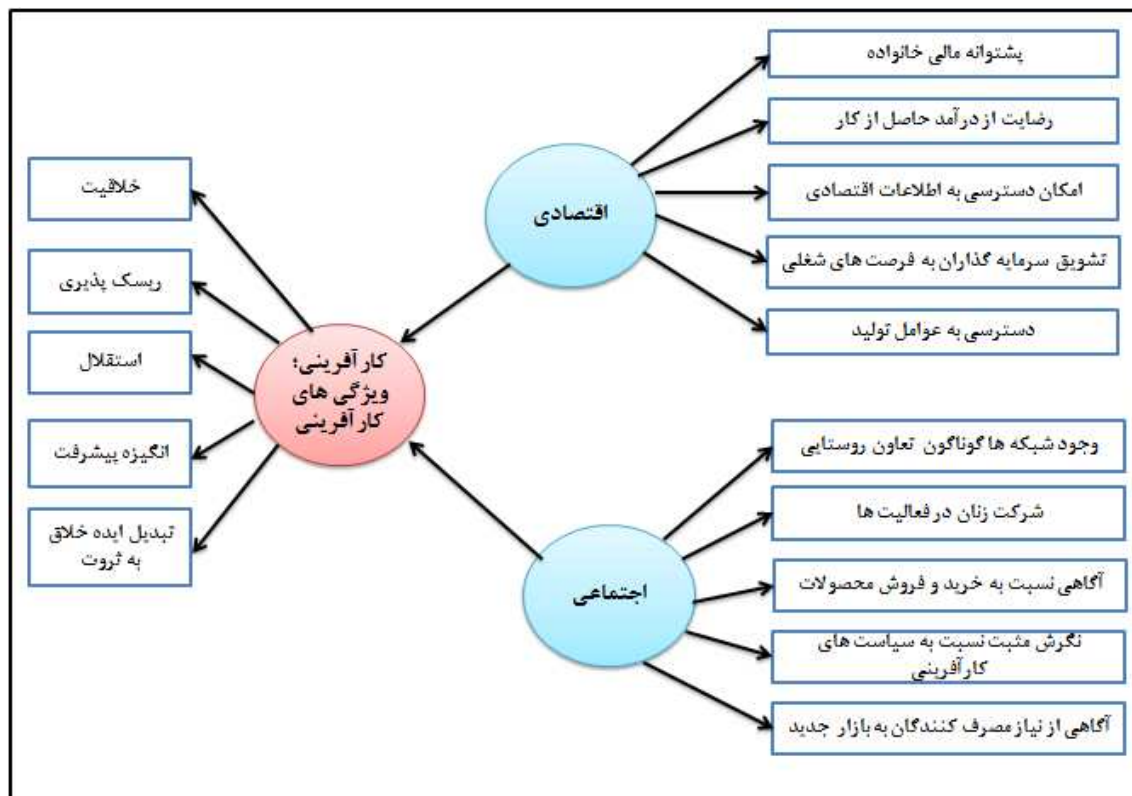 پشتوانه مالی خانواده
رضایت از درآمد حاصل از کار
امکان دسترسی به اطلاعات اقتصادی
تشویق سرمایه گذاران به فرصت های شغلی
دسترسی به عوامل تولید
اقتصادی
وجود شبکه ها گوناگون تعاون روستایی
شرکت زنان در فعالیت ها
آگاهی نسبت به خرید و فروش محصولات
نگرش مثبت نسبت به سیاست های
کارآفرینی
آگاهی از نیاز مصرف کنندگان به بازار جدید
اجتماعی
کارآفرینی؛
ویژگی های
کارآفرینی
خلاقیت
ریسک پذیری
استقلال
انگیزه پیشرفت
تبدیل ایده خلاق
به ثروت